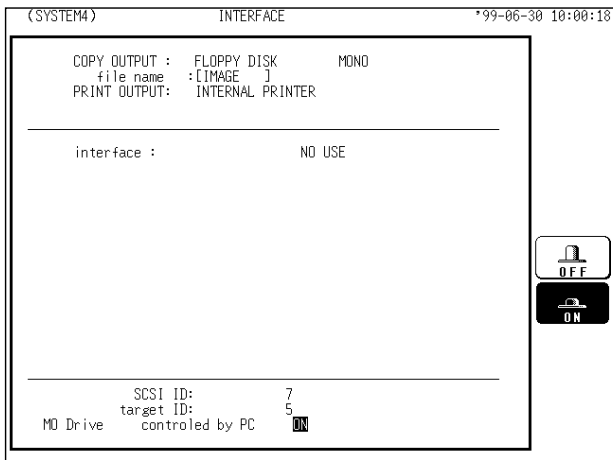 (SYSTEM4) INTERFACE '99-06-30 10:00:18
COPY OUTPUT : FLOPPY DISK MONO
file name :[IMAGE ]
PRINT OUTPUT: INTERNAL PRINTER
interface : NO USE
OFF
ON
SCSI ID: 7
target ID: 5
MO Drive controled by PC ON